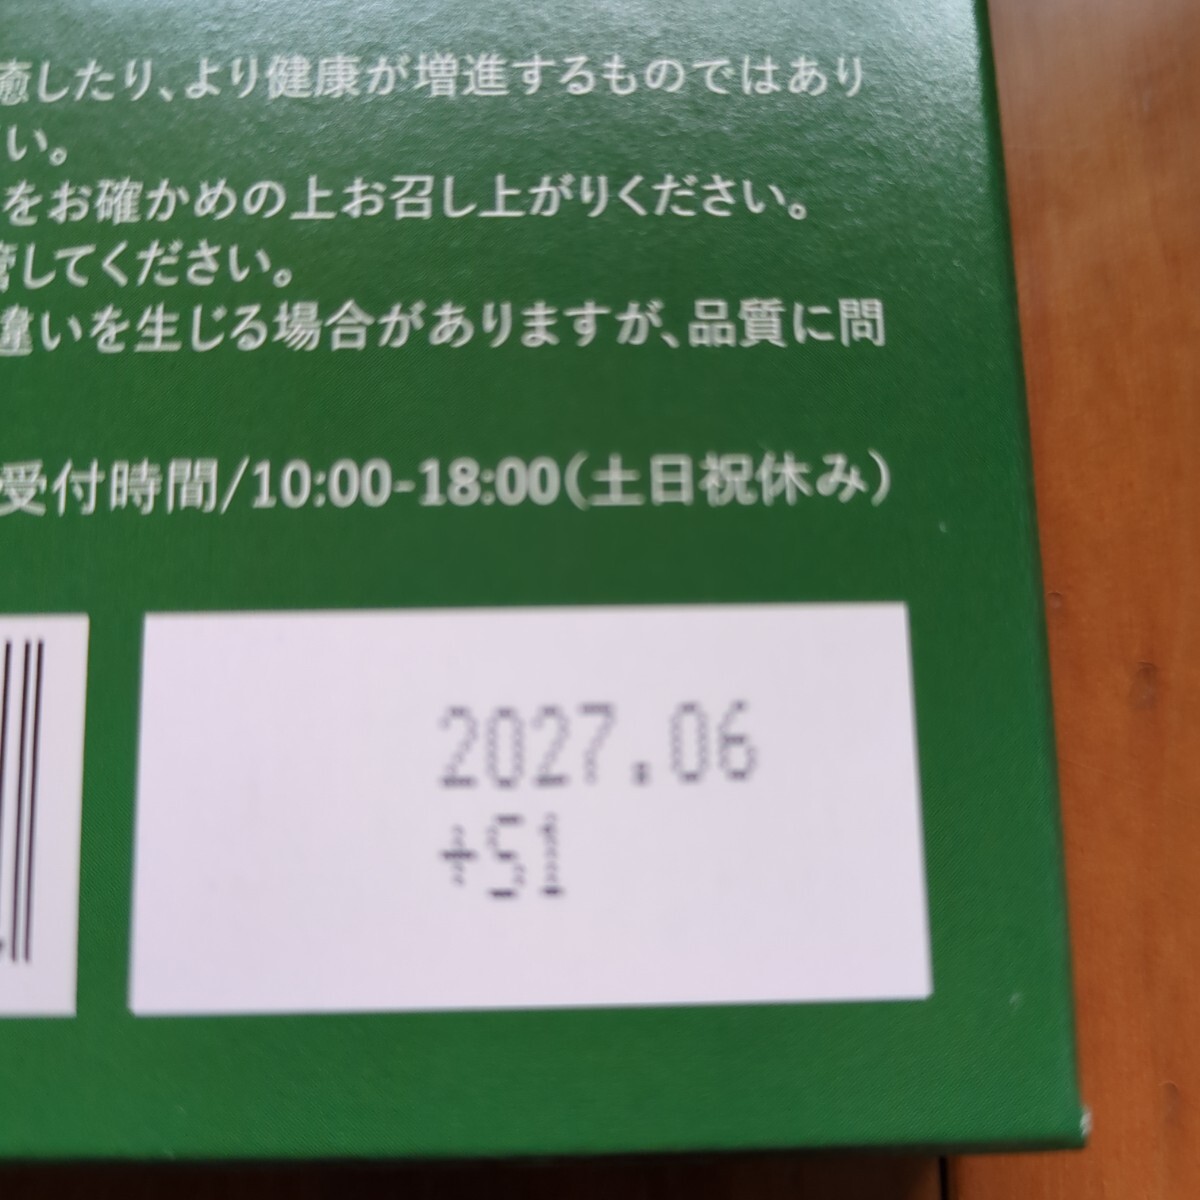 癒したり、より健康が増進するものではあり
い。
をお確かめの上お召し上がりください。
してください。
違いを生じる場合がありますが、品質に問
受付時間/10:00-18:00(土日祝休み)
2027.06
+S1